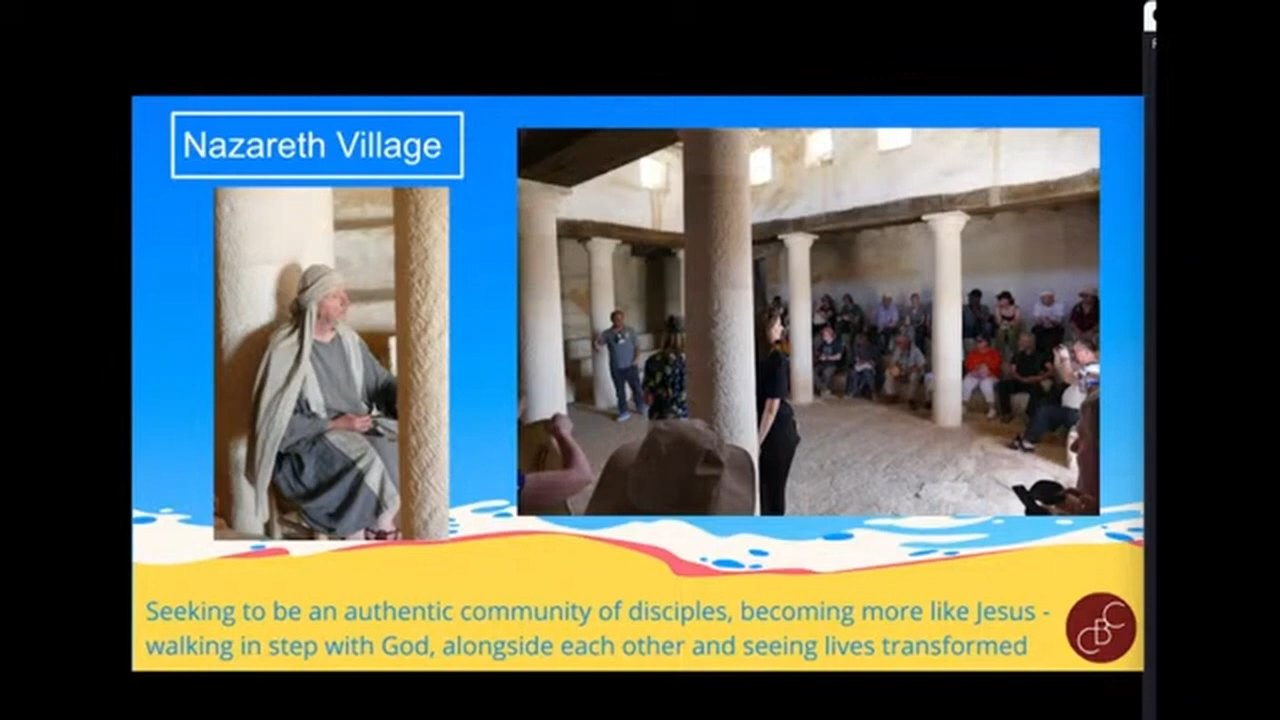 Nazareth Village
Seeking to be an authentic community of disciples, becoming more like Jesus -
walking in step with God, alongside each other and seeing lives transformed
CBC